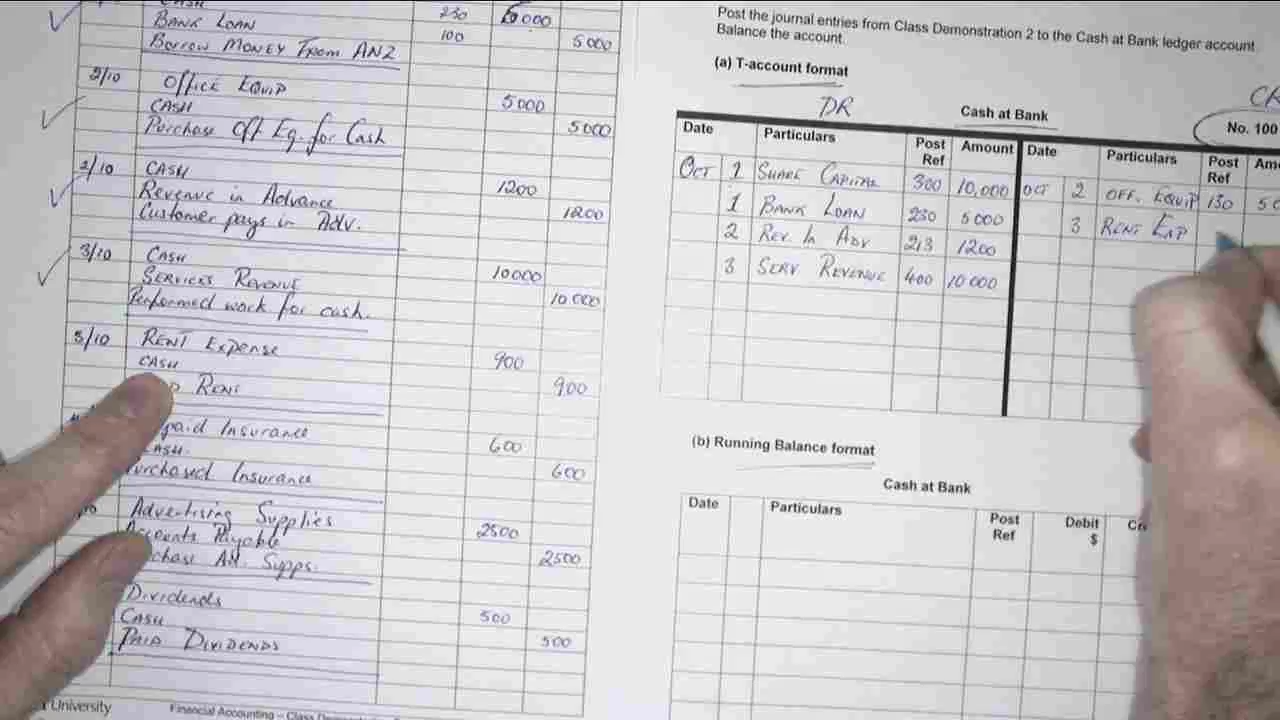 230 5000
BANK LOAN 100 5000
Borrow Money From ANZ
2/10 Office Equip 5000
CASH 5000
Purchase Off Eq. for Cash
2/10 CASH 1200
Revenue in Advance 1200
Customer pays in Adv.
3/10 CASH 10000
Services Revenue 10000
Performed work for cash.
3/10 RENT Expense 900
CASH 900
Rent
paid Insurance 600
CASH 600
Purchased Insurance
Advertising Supplies 2500
Accounts Payable 2500
chase Ad. Supps.
Dividends 500
CASH 500
PAID DIVIDENDS
University
Financial Accounting – Class
Post the journal entries from Class Demonstration 2 to the Cash at Bank ledger account.
Balance the account.
(a) T-account format
DR Cash at Bank No. 100
Date Particulars Post Ref Amount Date Particulars Post Ref Amo
Oct 1 SHARE CAPITAL 300 10,000 OCT 2 OFF. EQUIP 130 50
1 BANK LOAN 230 5000 3 RENT EXP
2 Rev. In Adv 213 1200
3 SERV REVENUE 400 10000
(b) Running Balance format
Cash at Bank
Date Particulars Post Ref Debit $